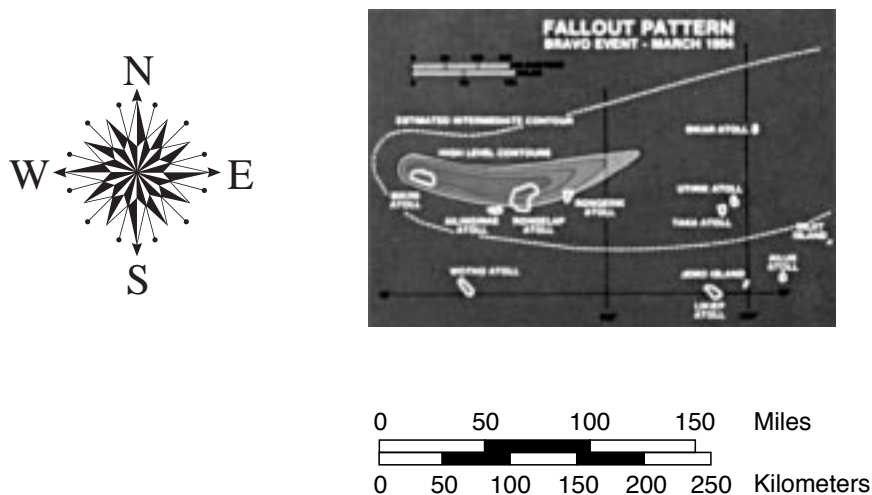 N
W
E
S
FALLOUT PATTERN
BRAVO EVENT - MARCH 1954
ESTIMATED INTERMEDIATE CONTOUR
BIKAR ATOLL
HIGH LEVEL CONTOURS
UTIRIK ATOLL
BIKINI
ATOLL
RONGERIK
ATOLL
TAKA ATOLL
AILINGINAE
ATOLL
RONGELAP
ATOLL
ISLAND
WOTHO ATOLL
JEMO ISLAND
AILUK
ATOLL
LIKIEP
ATOLL
0 50 100 150 Miles
0 50 100 150 200 250 Kilometers